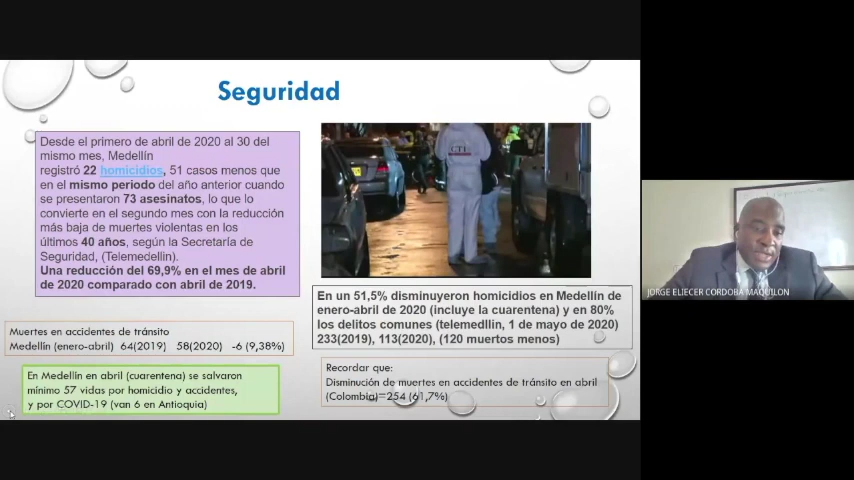 Seguridad
Desde el primero de abril de 2020 al 30 del
mismo mes, Medellín
registró 22 homicidios, 51 casos menos que
en el mismo periodo del año anterior cuando
se presentaron 73 asesinatos, lo que lo
convierte en el segundo mes con la reducción
más baja de muertes violentas en los
últimos 40 años, según la Secretaría de
Seguridad, (Telemedellin).
Una reducción del 69,9% en el mes de abril
de 2020 comparado con abril de 2019.
CTI
En un 51,5% disminuyeron homicidios en Medellín de
enero-abril de 2020 (incluye la cuarentena) y en 80%
los delitos comunes (telemedllin, 1 de mayo de 2020)
233(2019), 113(2020), (120 muertos menos)
Muertes en accidentes de tránsito
Medellín (enero-abril) 64(2019) 58(2020) -6 (9,38%)
En Medellín en abril (cuarentena) se salvaron
mínimo 57 vidas por homicidio y accidentes,
y por COVID-19 (van 6 en Antioquia)
Recordar que:
Disminución de muertes en accidentes de tránsito en abril
(Colombia)=254 (61,7%)
JORGE ELIECER CORDOBA MAQUILON